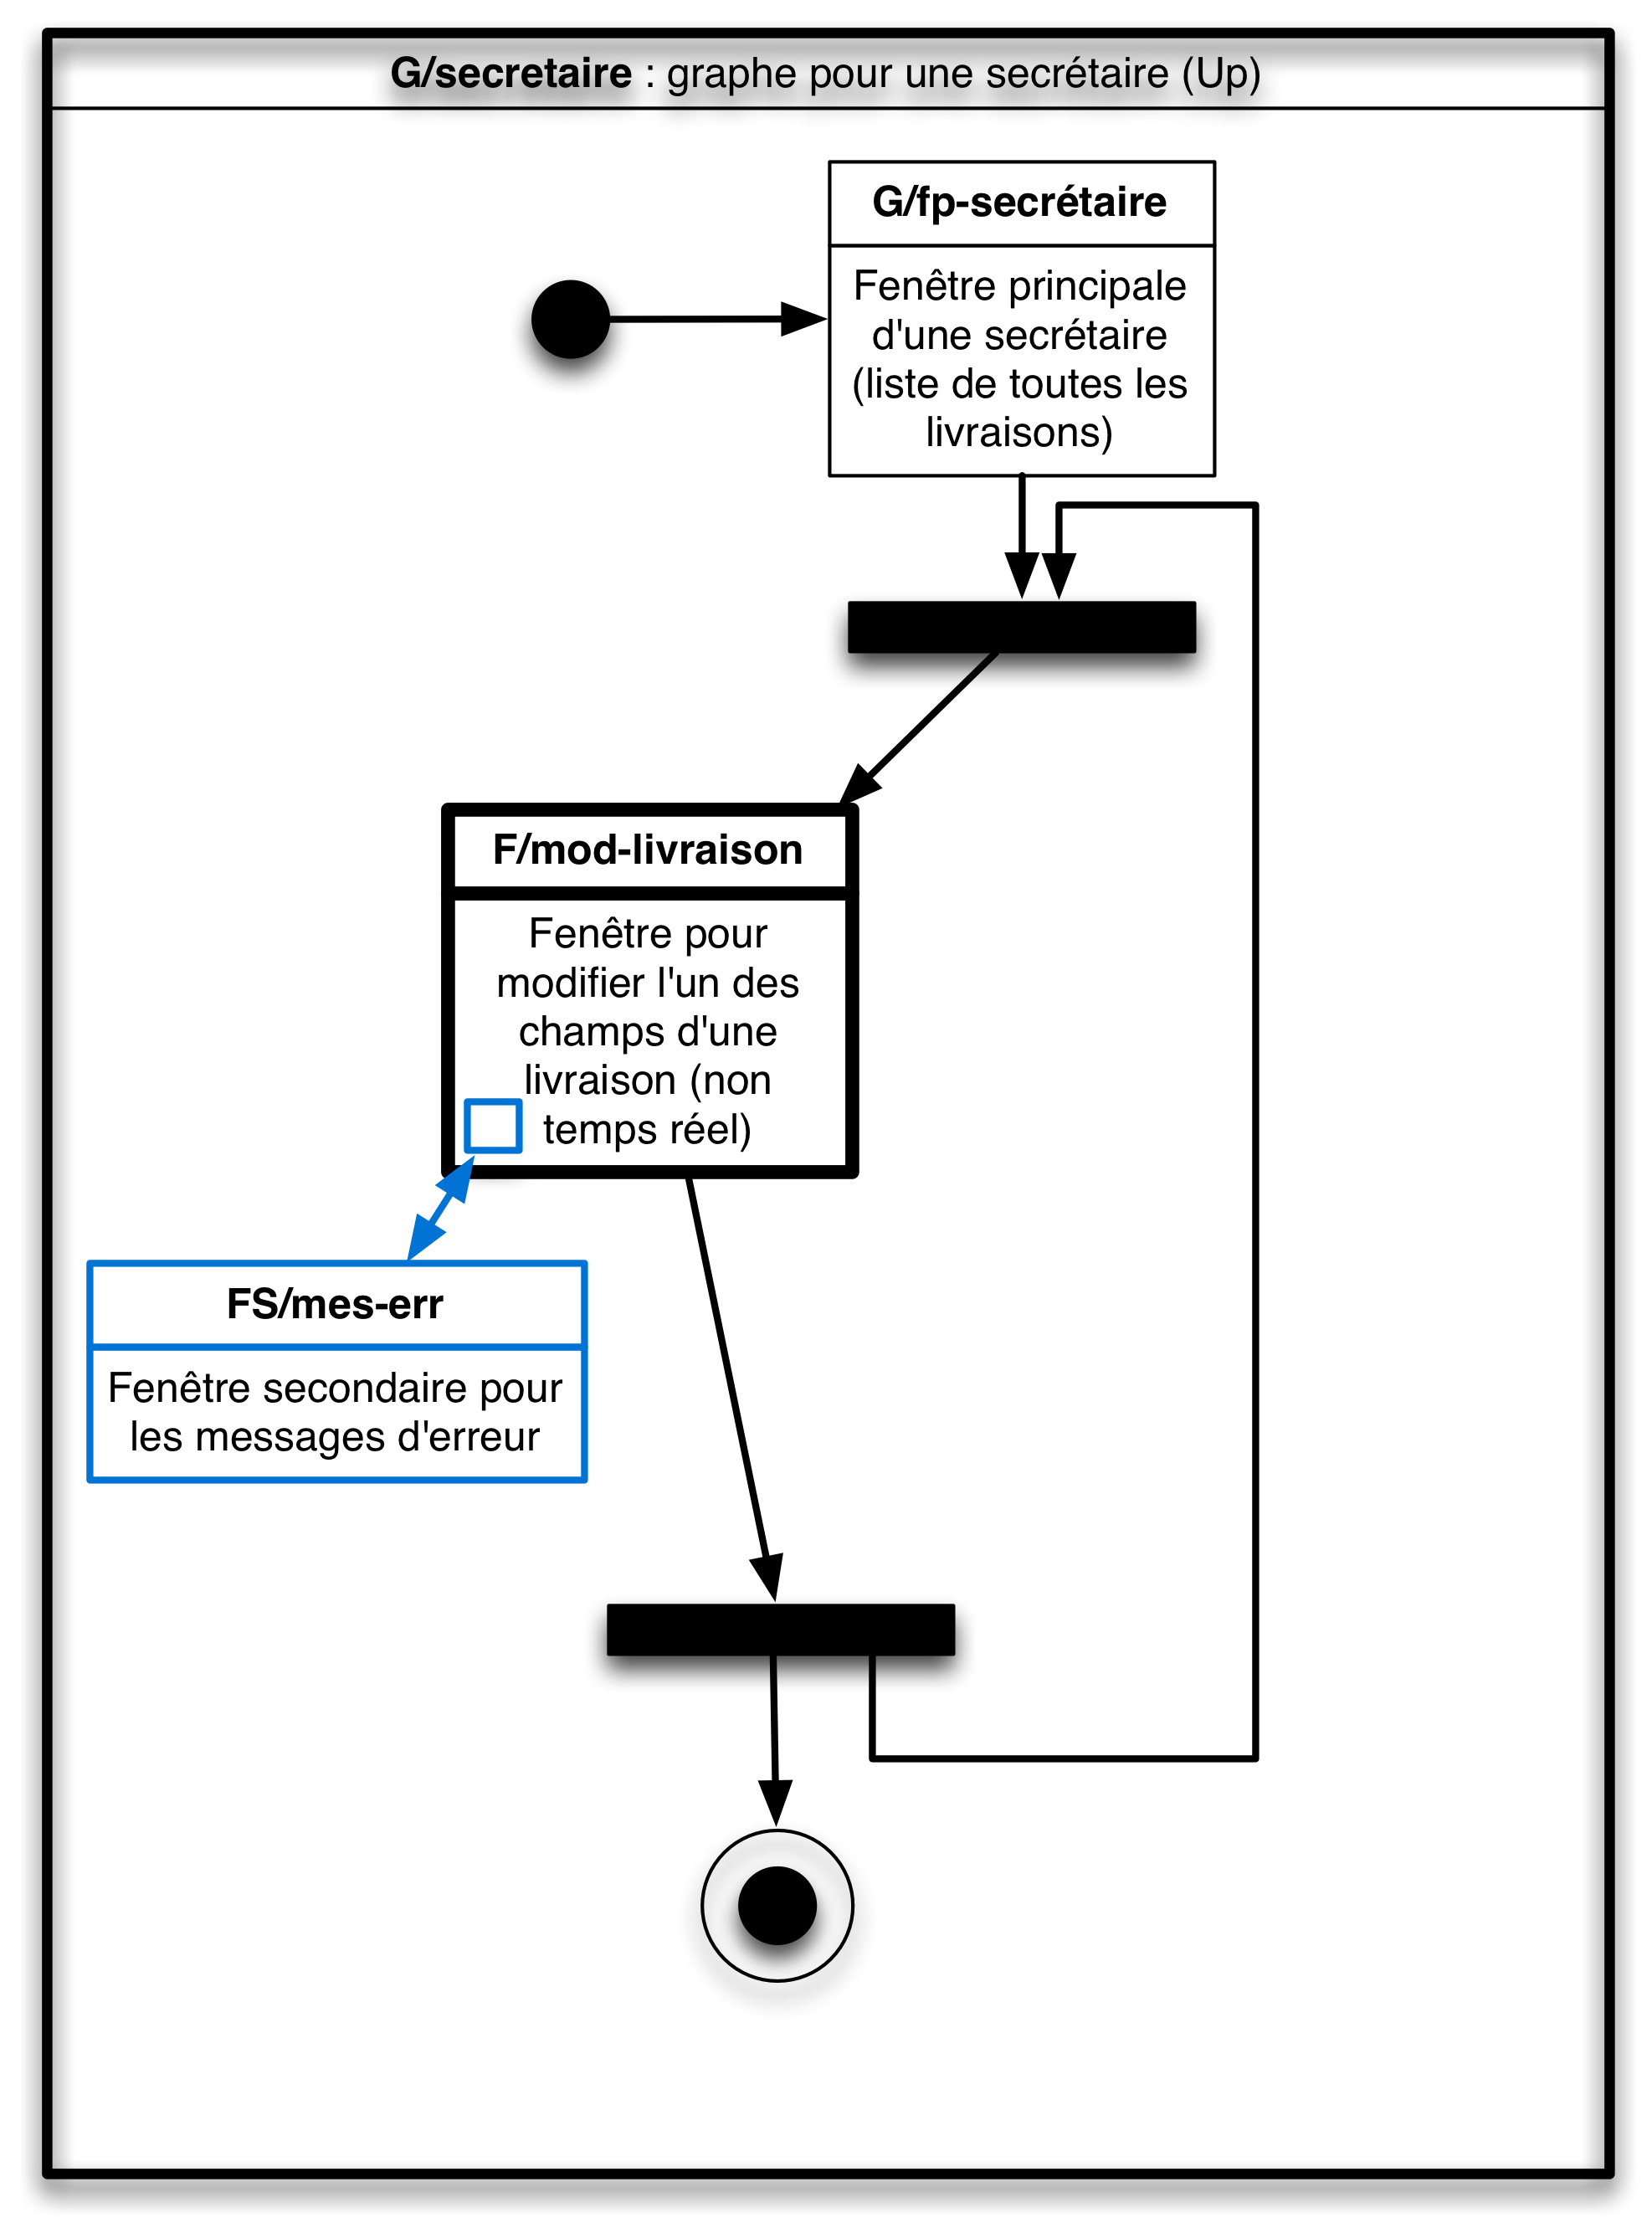 G/secretaire : graphe pour une secrétaire (Up)
G/fp-secrétaire
Fenêtre principale
d'une secrétaire
(liste de toutes les
livraisons)
F/mod-livraison
Fenêtre pour
modifier l'un des
champs d'une
livraison (non
temps réel)
FS/mes-err
Fenêtre secondaire pour
les messages d'erreur